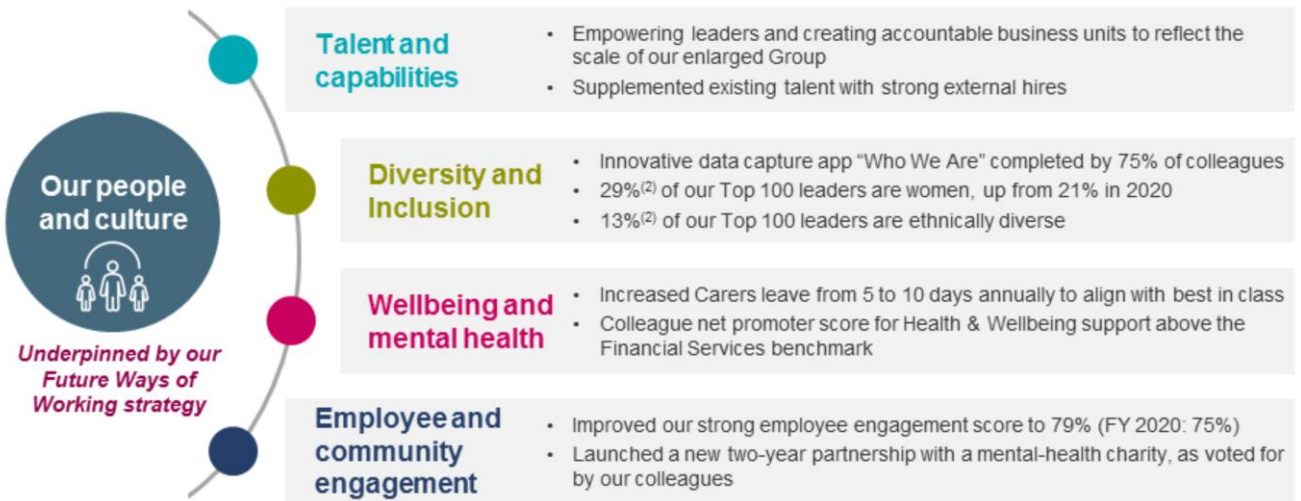 Our people
and culture
Underpinned by our
Future Ways of
Working strategy
Talent and
capabilities
• Empowering leaders and creating accountable business units to reflect the
scale of our enlarged Group
• Supplemented existing talent with strong external hires
Diversity and
Inclusion
• Innovative data capture app “Who We Are” completed by 75% of colleagues
• 29%(2) of our Top 100 leaders are women, up from 21% in 2020
• 13%(2) of our Top 100 leaders are ethnically diverse
Wellbeing and
mental health
• Increased Carers leave from 5 to 10 days annually to align with best in class
• Colleague net promoter score for Health & Wellbeing support above the
Financial Services benchmark
Employee and
community
engagement
• Improved our strong employee engagement score to 79% (FY 2020: 75%)
• Launched a new two-year partnership with a mental-health charity, as voted for
by our colleagues